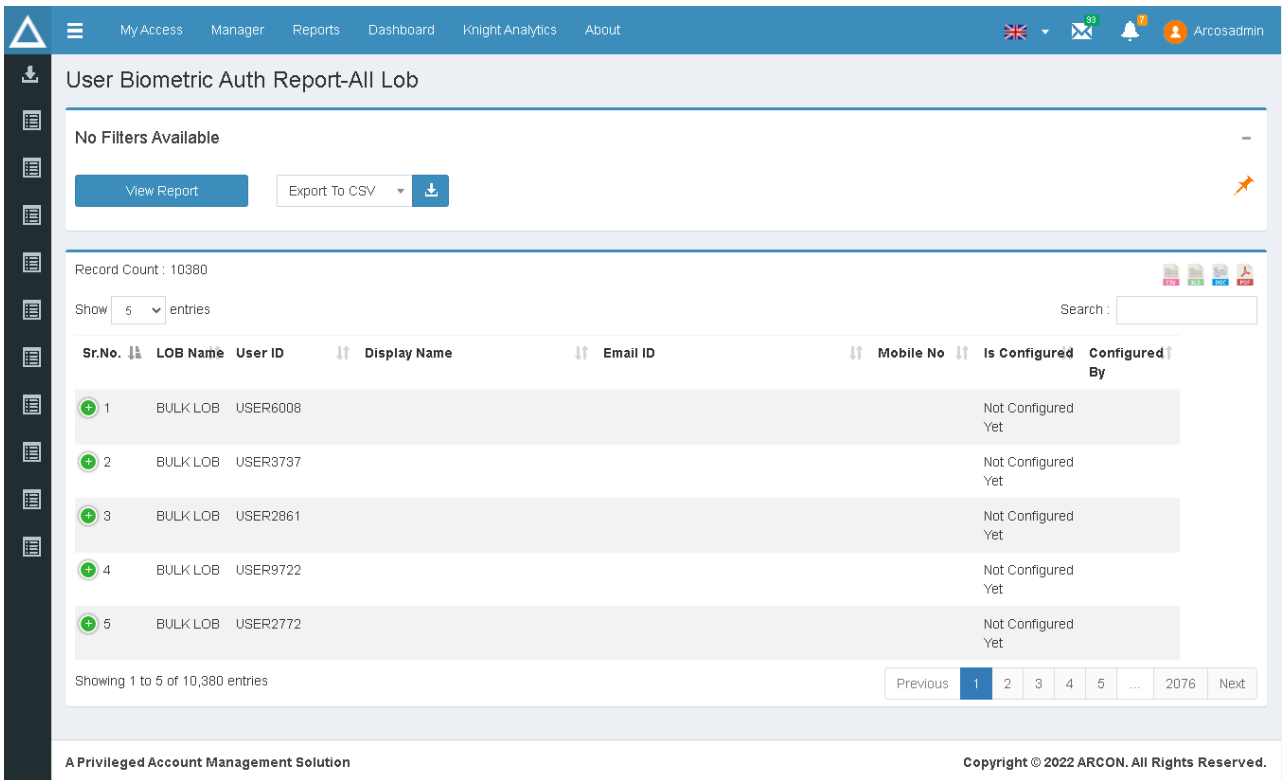 My Access Manager Reports Dashboard Knight Analytics About 93 7 Arcosadmin
User Biometric Auth Report-All Lob
No Filters Available
View Report Export To CSV
Record Count : 10380
CSV XLS DOC PDF
Show 5 entries Search :
Sr.No. LOB Name User ID Display Name Email ID Mobile No Is Configured Configured
By
1 BULK LOB USER6008 Not Configured
Yet
2 BULK LOB USER3737 Not Configured
Yet
3 BULK LOB USER2861 Not Configured
Yet
4 BULK LOB USER9722 Not Configured
Yet
5 BULK LOB USER2772 Not Configured
Yet
Showing 1 to 5 of 10,380 entries Previous 1 2 3 4 5 ... 2076 Next
A Privileged Account Management Solution Copyright © 2022 ARCON. All Rights Reserved.